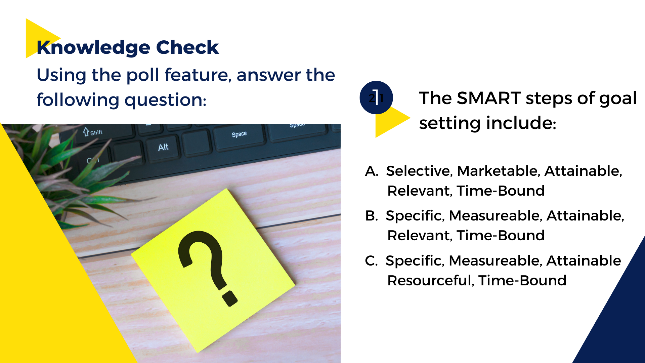 Knowledge Check
Using the poll feature, answer the
following question:
Shift
Alt
Space
?
1
The SMART steps of goal
setting include:
A. Selective, Marketable, Attainable,
Relevant, Time-Bound
B. Specific, Measureable, Attainable,
Relevant, Time-Bound
C. Specific, Measureable, Attainable
Resourceful, Time-Bound